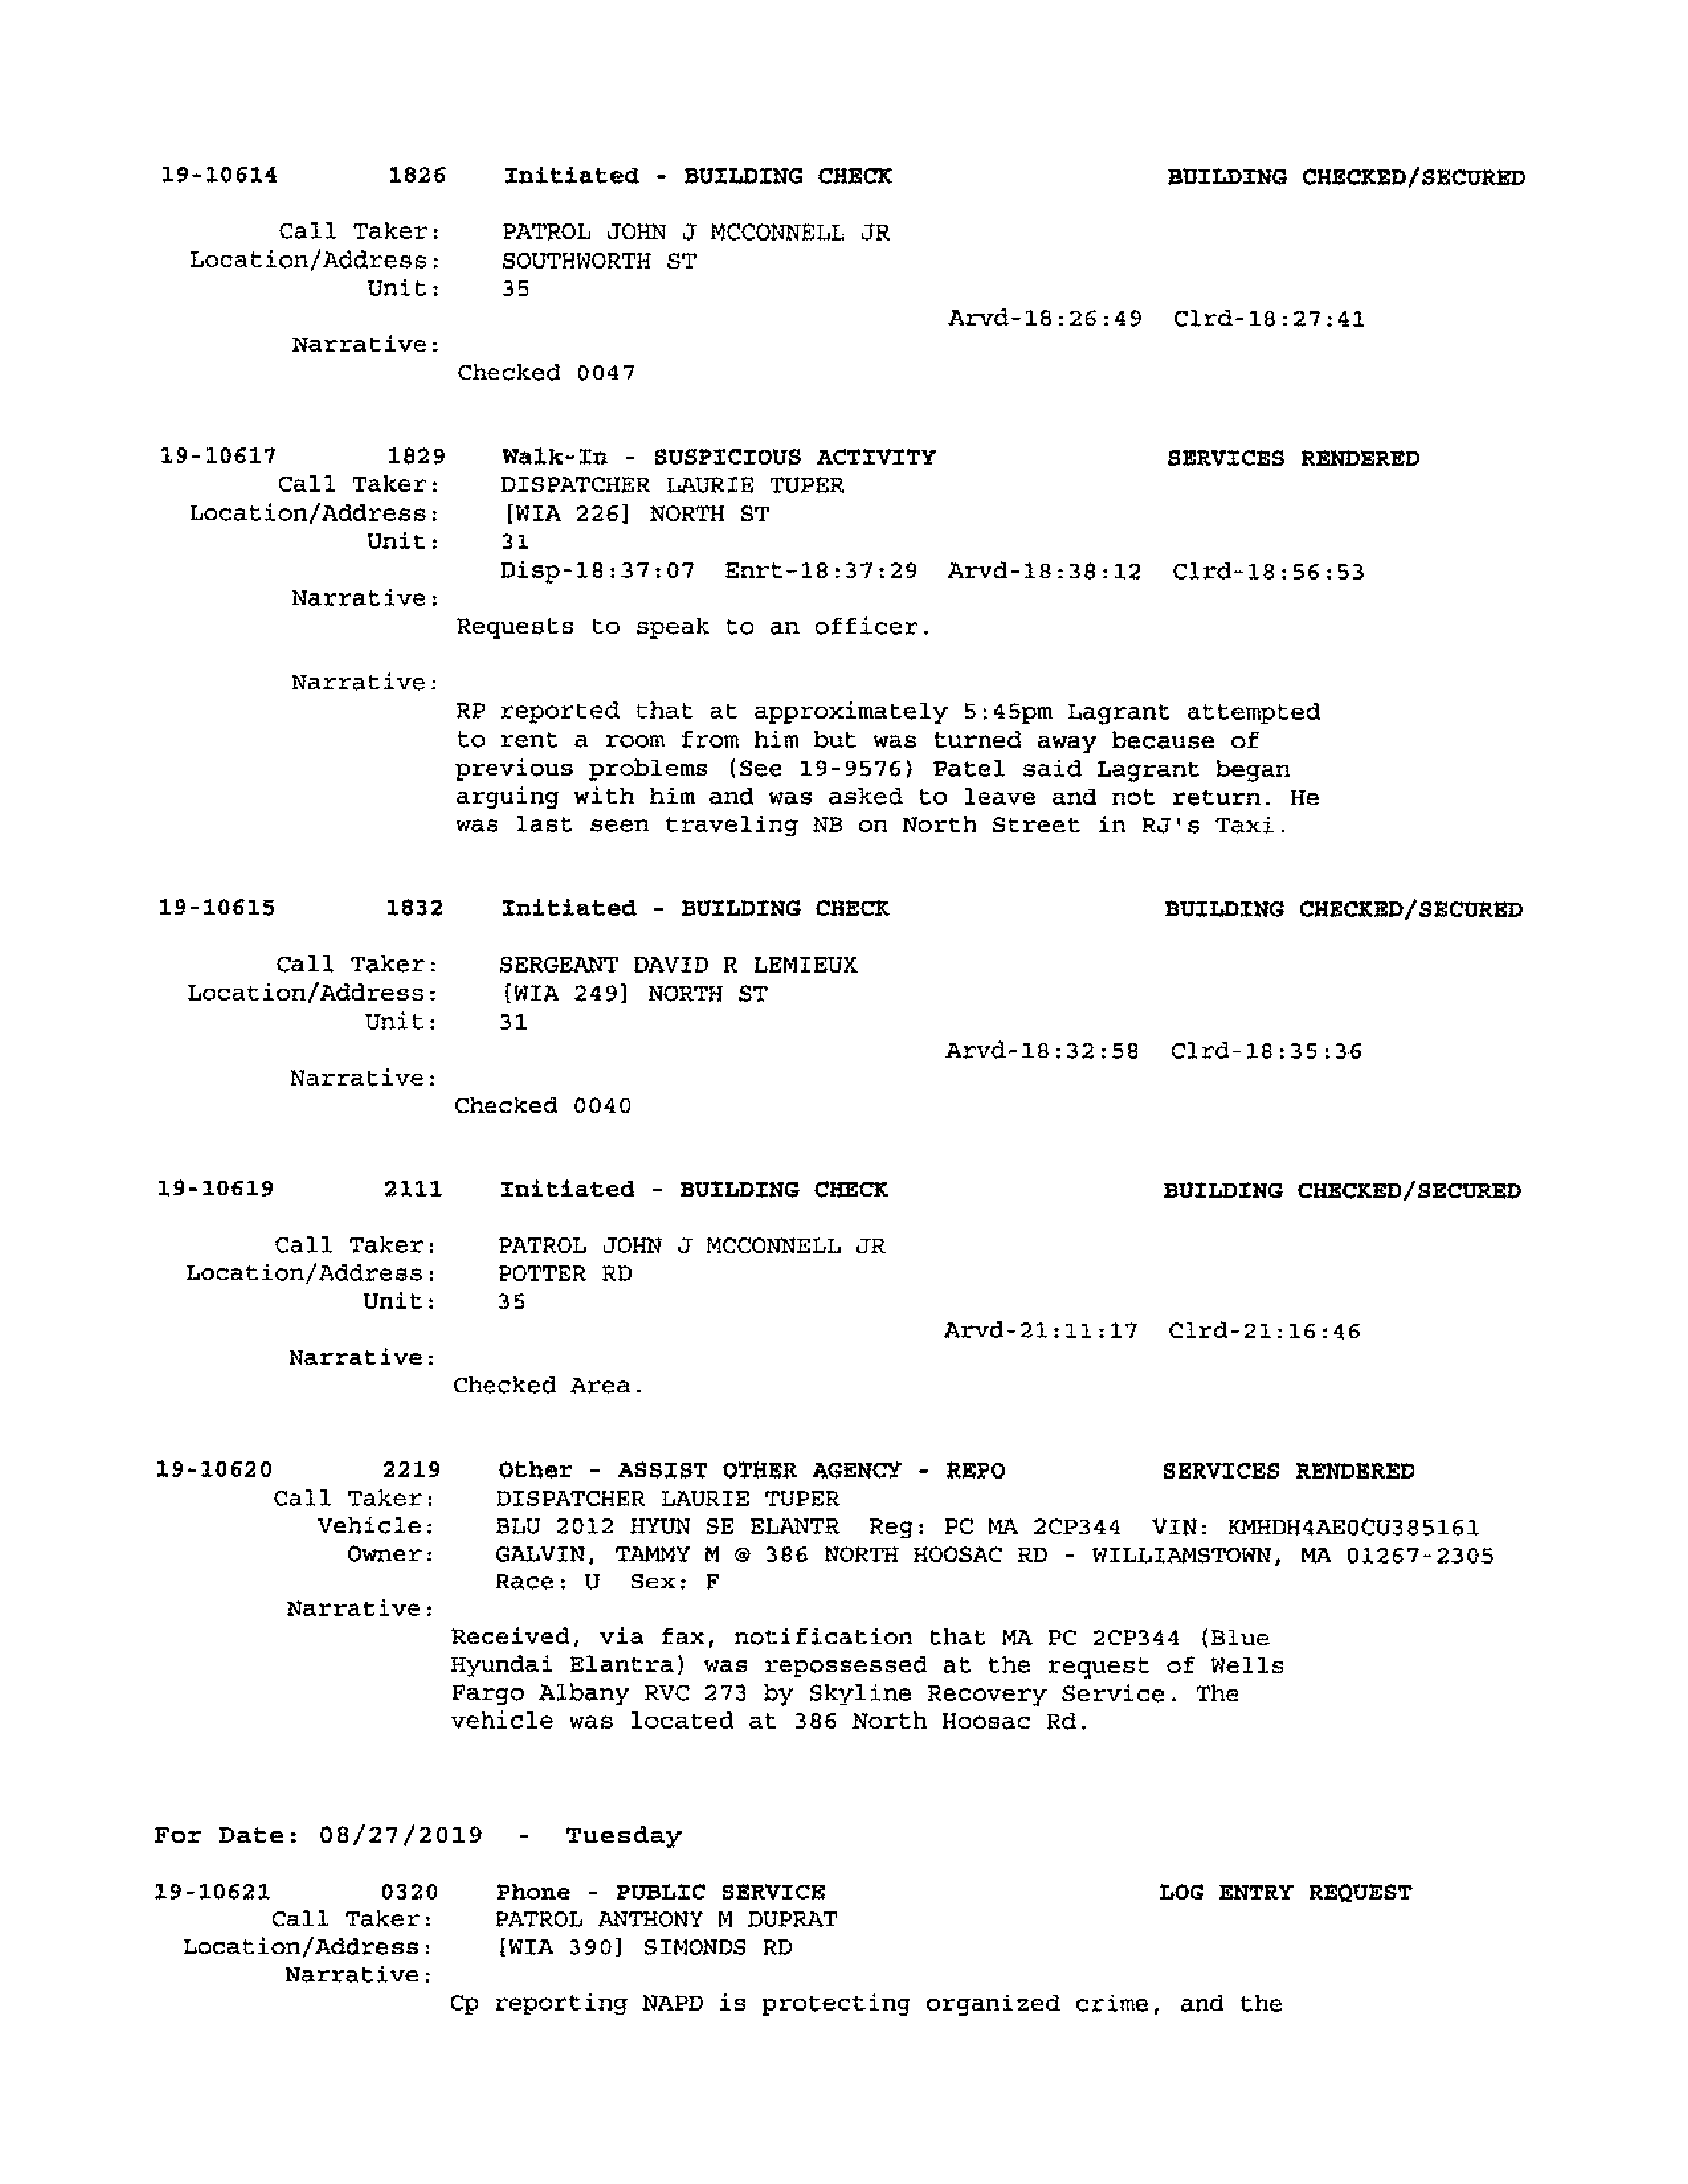 19-10614 1826 Initiated - BUILDING CHECK BUILDING CHECKED/SECURED
Call Taker: PATROL JOHN J MCCONNELL JR
Location/Address: SOUTHWORTH ST
Unit: 35
Arvd-18:26:49 Clrd-18:27:41
Narrative:
Checked 0047
19-10617 1829 Walk-In - SUSPICIOUS ACTIVITY SERVICES RENDERED
Call Taker: DISPATCHER LAURIE TUPER
Location/Address: [WIA 226] NORTH ST
Unit: 31
Disp-18:37:07 Enrt-18:37:29 Arvd-18:38:12 Clrd-18:56:53
Narrative:
Requests to speak to an officer.
Narrative:
RP reported that at approximately 5:45pm Lagrant attempted
to rent a room from him but was turned away because of
previous problems (See 19-9576) Patel said Lagrant began
arguing with him and was asked to leave and not return. He
was last seen traveling NB on North Street in RJ's Taxi.
19-10615 1832 Initiated - BUILDING CHECK BUILDING CHECKED/SECURED
Call Taker: SERGEANT DAVID R LEMIEUX
Location/Address: [WIA 249] NORTH ST
Unit: 31
Arvd-18:32:58 Clrd-18:35:36
Narrative:
Checked 0040
19-10619 2111 Initiated - BUILDING CHECK BUILDING CHECKED/SECURED
Call Taker: PATROL JOHN J MCCONNELL JR
Location/Address: POTTER RD
Unit: 35
Arvd-21:11:17 Clrd-21:16:46
Narrative:
Checked Area.
19-10620 2219 Other - ASSIST OTHER AGENCY - REPO SERVICES RENDERED
Call Taker: DISPATCHER LAURIE TUPER
Vehicle: BLU 2012 HYUN SE ELANTR Reg: PC MA 2CP344 VIN: KMHDH4AE0CU385161
Owner: GALVIN, TAMMY M @ 386 NORTH HOOSAC RD - WILLIAMSTOWN, MA 01267-2305
Race: U Sex: F
Narrative:
Received, via fax, notification that MA PC 2CP344 (Blue
Hyundai Elantra) was repossessed at the request of Wells
Fargo Albany RVC 273 by Skyline Recovery Service. The
vehicle was located at 386 North Hoosac Rd.
For Date: 08/27/2019 - Tuesday
19-10621 0320 Phone - PUBLIC SERVICE LOG ENTRY REQUEST
Call Taker: PATROL ANTHONY M DUPRAT
Location/Address: [WIA 390] SIMONDS RD
Narrative:
Cp reporting NAPD is protecting organized crime, and the